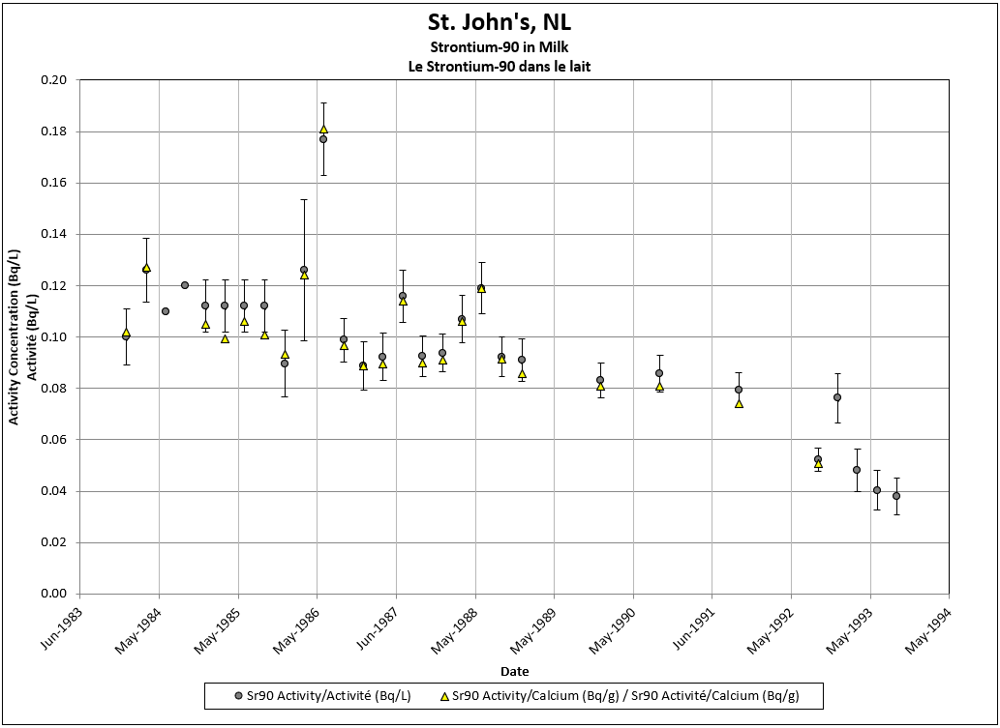 St. John's, NL
Strontium-90 in Milk
Le Strontium-90 dans le lait
Activity Concentration (Bq/L)
Activité (Bq/L)
0.20
0.18
0.16
0.14
0.12
0.10
0.08
0.06
0.04
0.02
0.00
Jun-1983
May-1984
May-1985
May-1986
Jun-1987
May-1988
May-1989
May-1990
Jun-1991
May-1992
May-1993
May-1994
Date
Sr90 Activity/Activité (Bq/L)
Sr90 Activity/Calcium (Bq/g) / Sr90 Activité/Calcium (Bq/g)